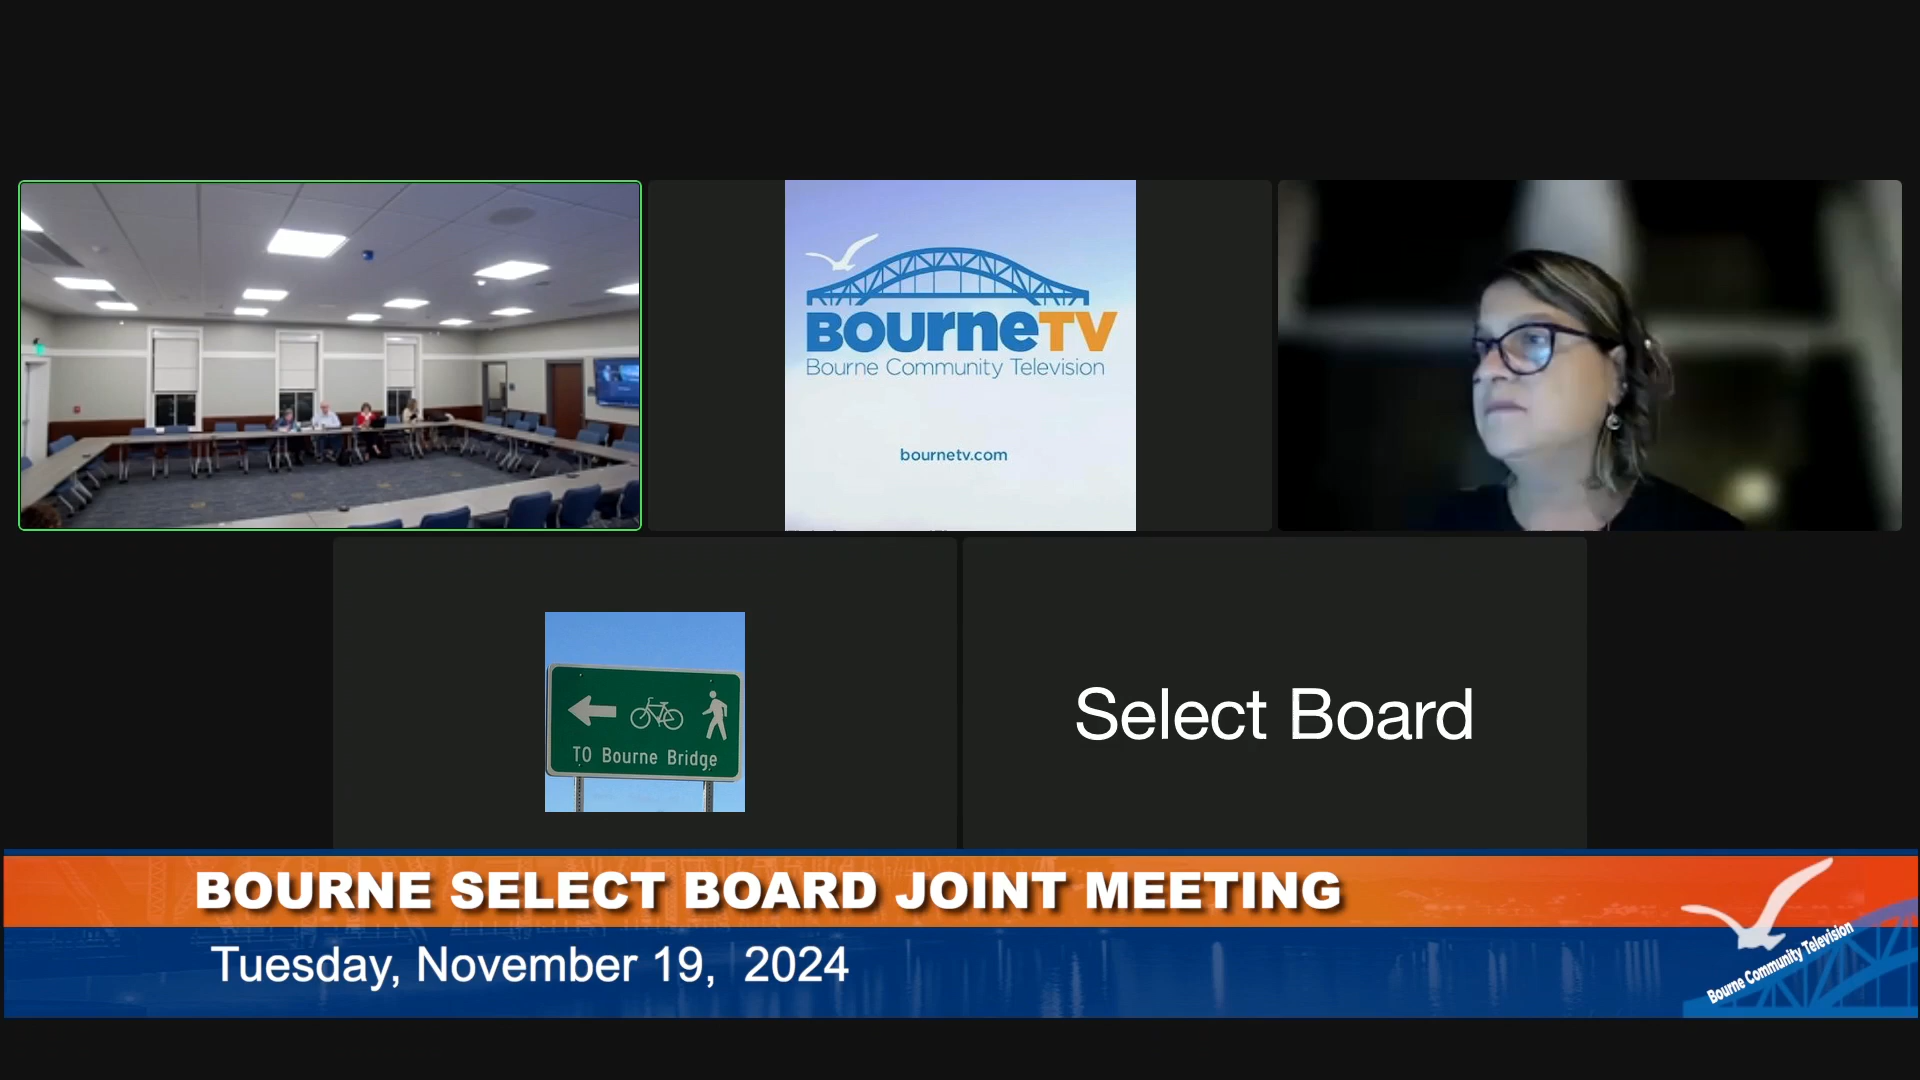 BOURNETV
Bourne Community Television
bournetv.com
TO Bourne Bridge
Select Board
BOURNE SELECT BOARD JOINT MEETING
Tuesday, November 19, 2024
Bourne Community Television